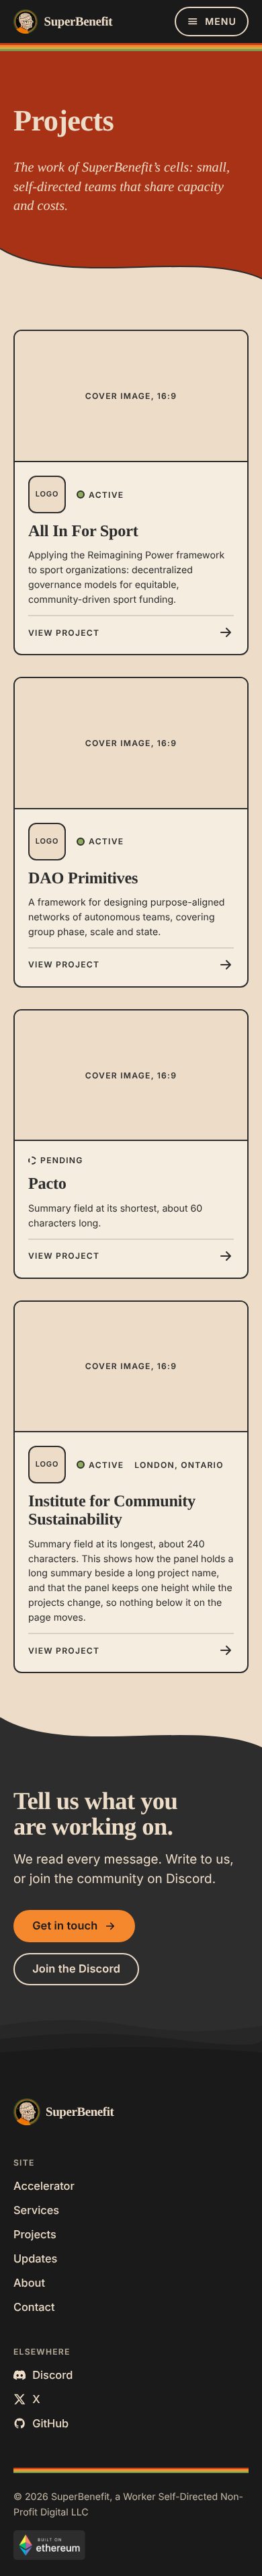 SuperBenefit
MENU
Projects
The work of SuperBenefit’s cells: small,
self-directed teams that share capacity
and costs.
COVER IMAGE, 16:9
LOGO
ACTIVE
All In For Sport
Applying the Reimagining Power framework
to sport organizations: decentralized
governance models for equitable,
community-driven sport funding.
VIEW PROJECT
COVER IMAGE, 16:9
LOGO
ACTIVE
DAO Primitives
A framework for designing purpose-aligned
networks of autonomous teams, covering
group phase, scale and state.
VIEW PROJECT
COVER IMAGE, 16:9
PENDING
Pacto
Summary field at its shortest, about 60
characters long.
VIEW PROJECT
COVER IMAGE, 16:9
LOGO
ACTIVE LONDON, ONTARIO
Institute for Community
Sustainability
Summary field at its longest, about 240
characters. This shows how the panel holds a
long summary beside a long project name,
and that the panel keeps one height while the
projects change, so nothing below it on the
page moves.
VIEW PROJECT
Tell us what you
are working on.
We read every message. Write to us,
or join the community on Discord.
Get in touch
Join the Discord
SuperBenefit
SITE
Accelerator
Services
Projects
Updates
About
Contact
ELSEWHERE
Discord
X
GitHub
© 2026 SuperBenefit, a Worker Self-Directed Non-
Profit Digital LLC
BUILT ON
ethereum